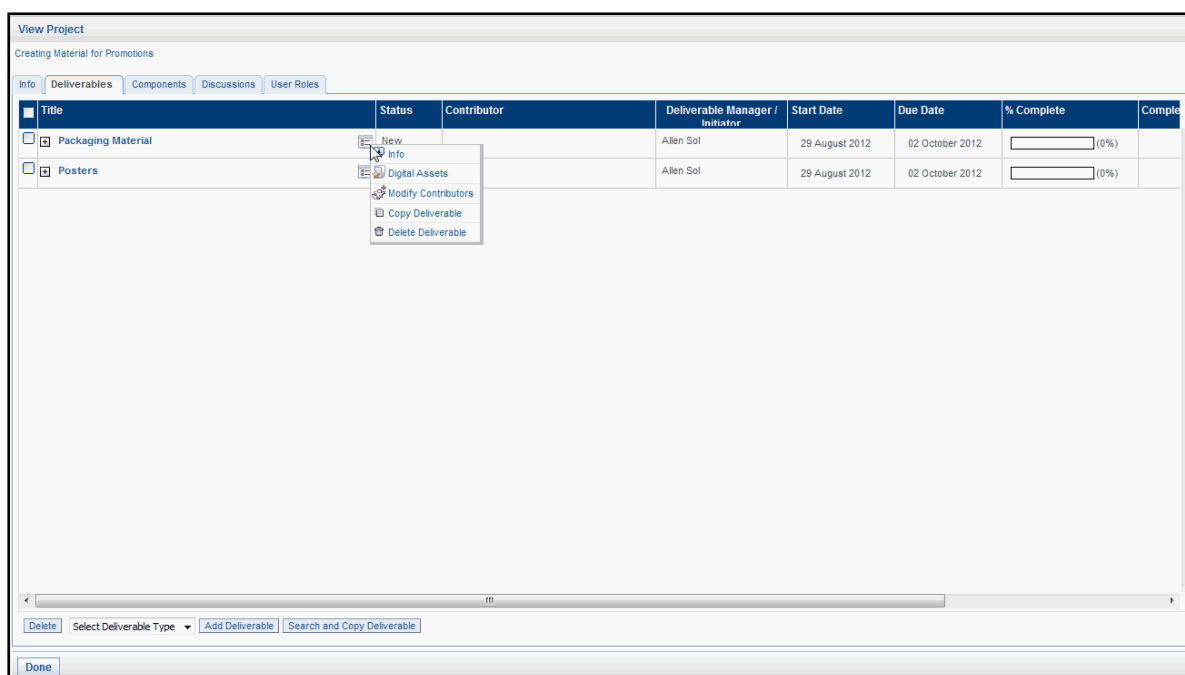 View Project
Creating Material for Promotions
Info Deliverables Components Discussions User Roles
Title Status Contributor Deliverable Manager / Initiator Start Date Due Date % Complete Comple
Packaging Material New Allen Sol 29 August 2012 02 October 2012 (0%)
Info
Posters Allen Sol 29 August 2012 02 October 2012 (0%)
Digital Assets
Modify Contributors
Copy Deliverable
Delete Deliverable
Delete Select Deliverable Type Add Deliverable Search and Copy Deliverable
Done